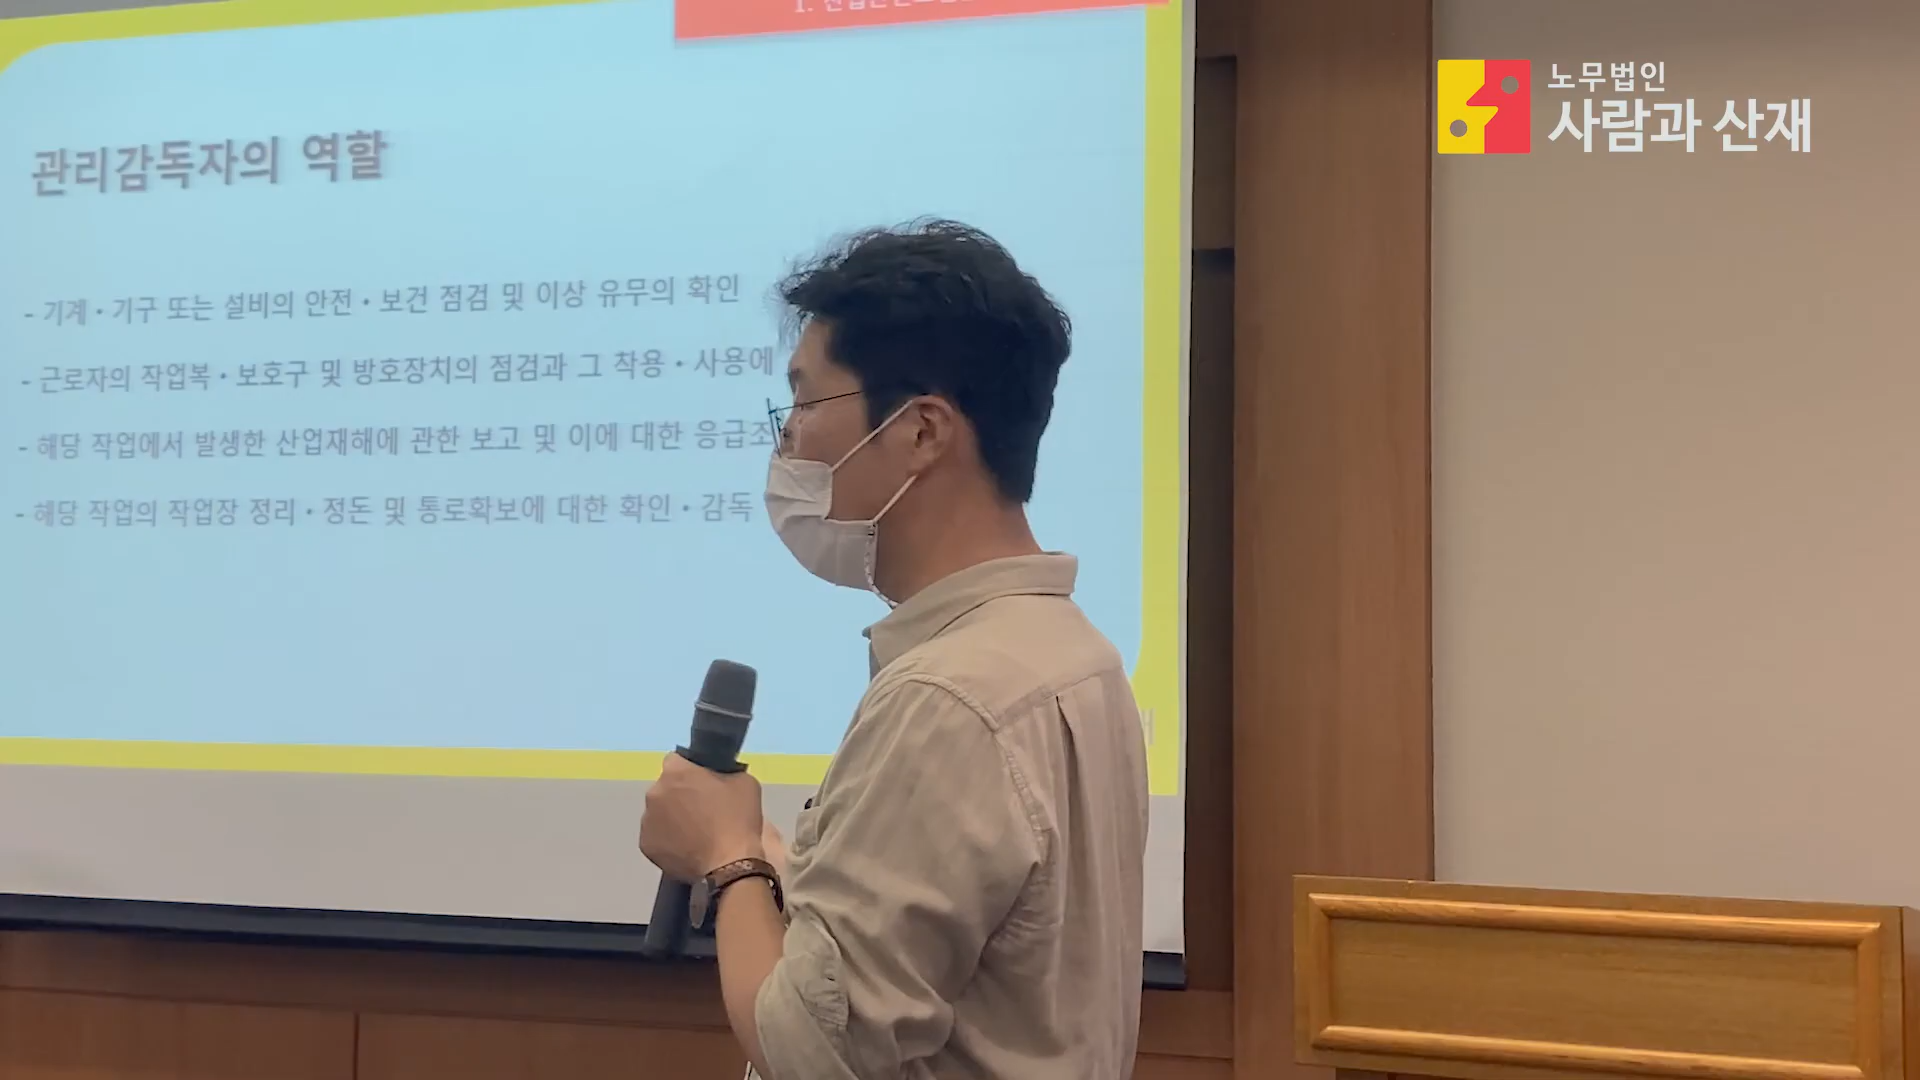 노무법인
사람과 산재
관리감독자의 역할
- 기계・기구 또는 설비의 안전・보건 점검 및 이상 유무의 확인
- 근로자의 작업복・보호구 및 방호장치의 점검과 그 착용・사용에
- 해당 작업에서 발생한 산업재해에 관한 보고 및 이에 대한 응급조
- 해당 작업의 작업장 정리・정돈 및 통로확보에 대한 확인・감독